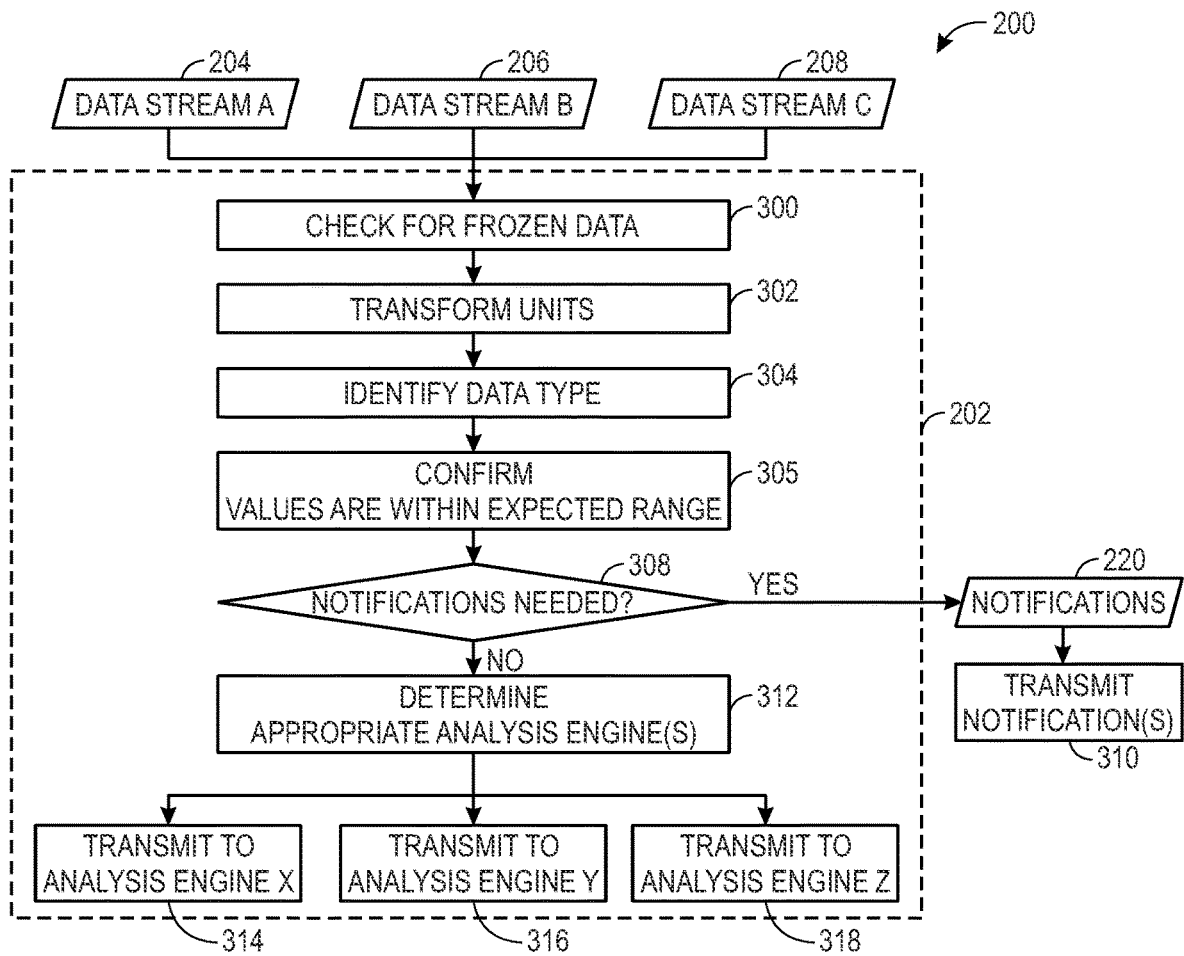 200
204
206
208
DATA STREAM A
DATA STREAM B
DATA STREAM C
CHECK FOR FROZEN DATA
300
TRANSFORM UNITS
302
IDENTIFY DATA TYPE
304
202
CONFIRM
VALUES ARE WITHIN EXPECTED RANGE
305
NOTIFICATIONS NEEDED?
308
YES
220
NOTIFICATIONS
NO
DETERMINE
APPROPRIATE ANALYSIS ENGINE(S)
312
TRANSMIT
NOTIFICATION(S)
310
TRANSMIT TO
ANALYSIS ENGINE X
TRANSMIT TO
ANALYSIS ENGINE Y
TRANSMIT TO
ANALYSIS ENGINE Z
314
316
318